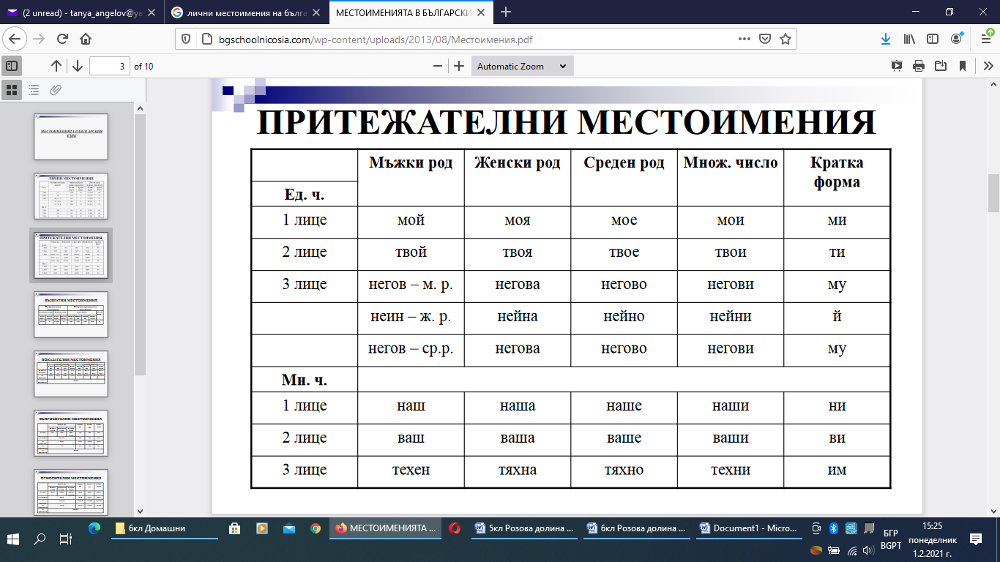 (2 unread) - tanya_angelov@ya
лични местоимения на бълга
МЕСТОИМЕНИЯТА В БЪЛГАРСКИ
bgschoolnicosia.com/wp-content/uploads/2013/08/Местоимения.pdf
3 of 10
Automatic Zoom
МЕСТОИМЕНИЯТА В БЪЛГАРСКИЯ
ЕЗИК
ЛИЧНИ МЕСТОИМЕНИЯ
ПРИТЕЖАТЕЛНИ МЕСТОИМЕНИЯ
ВЪЗВРАТНИ МЕСТОИМЕНИЯ
ПОКАЗАТЕЛНИ МЕСТОИМЕНИЯ
ВЪПРОСИТЕЛНИ МЕСТОИМЕНИЯ
ОТНОСИТЕЛНИ МЕСТОИМЕНИЯ
ПРИТЕЖАТЕЛНИ МЕСТОИМЕНИЯ
Мъжки род Женски род Среден род Множ. число Кратка
форма
Ед. ч.
1 лице мой моя мое мои ми
2 лице твой твоя твое твои ти
3 лице негов – м. р. негова негово негови му
неин – ж. р. нейна нейно нейни й
негов – ср.р. негова негово негови му
Мн. ч.
1 лице наш наша наше наши ни
2 лице ваш ваша ваше ваши ви
3 лице техен тяхна тяхно техни им
6кл Домашни
МЕСТОИМЕНИЯТА ...
5кл Розова долина ...
6кл Розова долина ...
Document1 - Micro...
БГР
BGPT
15:25
понеделник
1.2.2021 г.